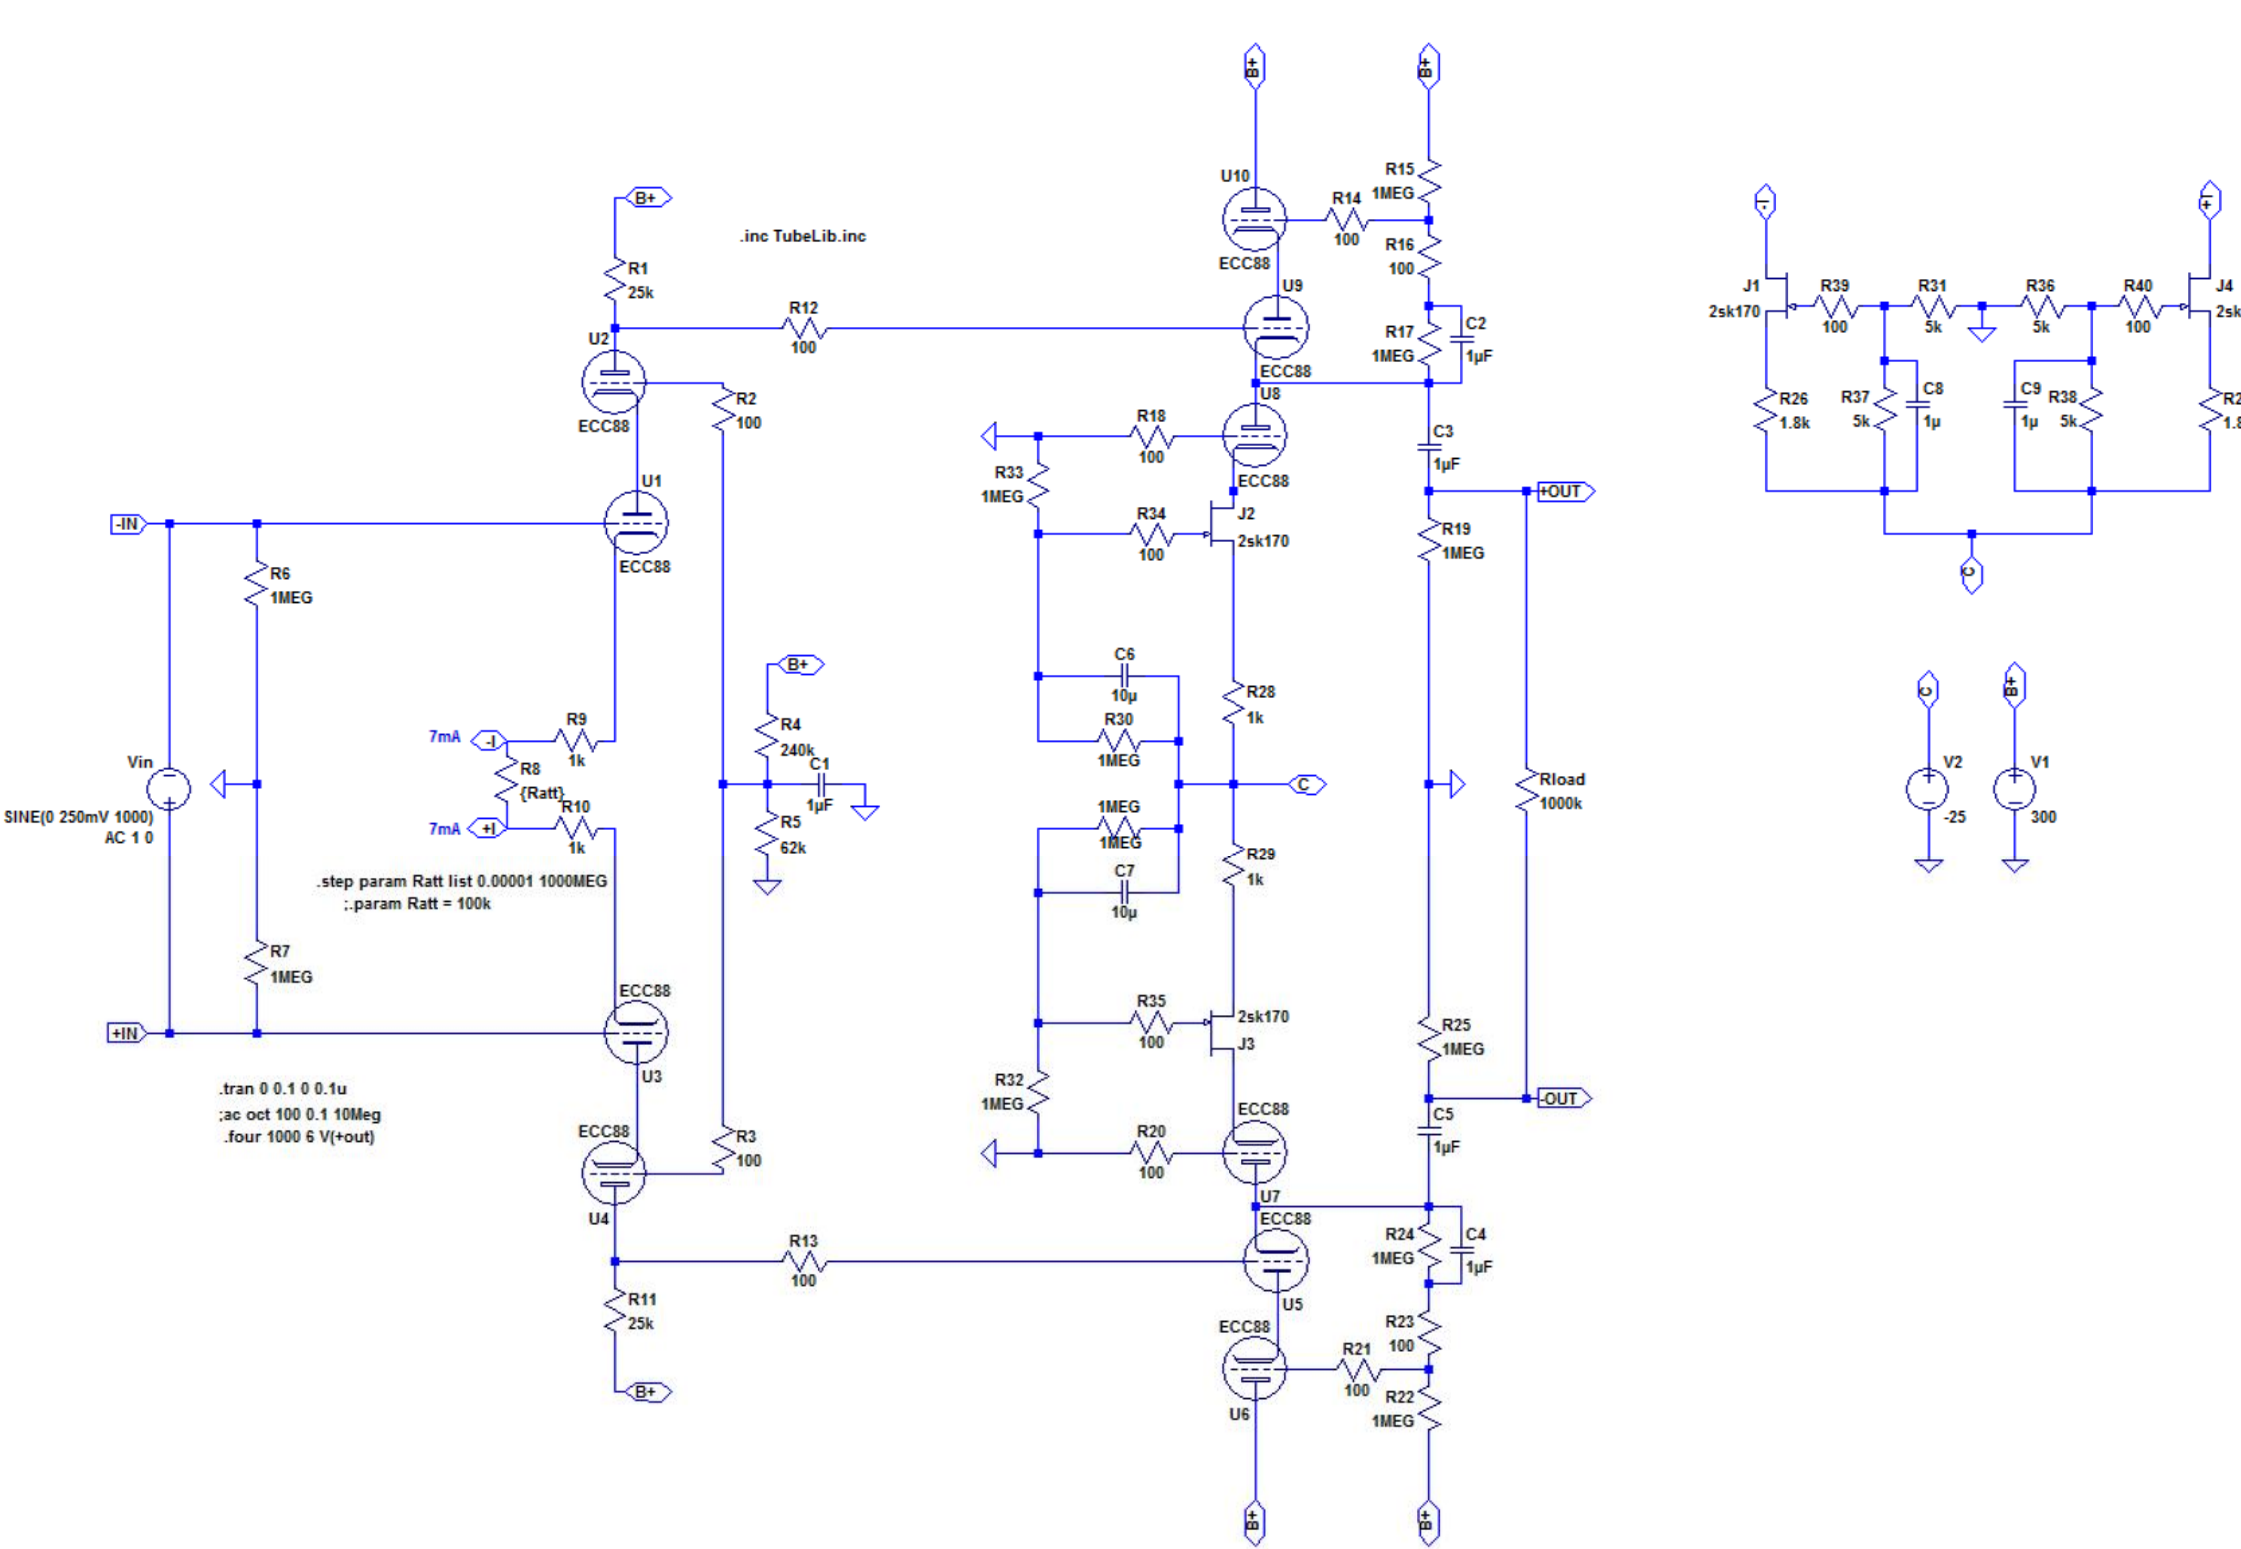 B+
B+
U10
R15
1MEG
R14
100
ECC88
R16
100
B+
.inc TubeLib.inc
R1
25k
U9
R12
100
U2
ECC88
R17
1MEG
C2
1µF
ECC88
R2
100
U8
R18
100
ECC88
C3
1µF
R33
1MEG
U1
ECC88
-IN
R34
100
J2
2sk170
+OUT
R19
1MEG
R6
1MEG
-I
+I
J1
2sk170
R39
100
R31
5k
R36
5k
R40
100
J4
2sk
R26
1.8k
R37
5k
C8
1µ
C9
1µ
R38
5k
R2
1.8
C
B+
C6
10µ
R28
1k
R30
1MEG
R4
240k
7mA
-I
R9
1k
R8
{Ratt}
R10
1k
7mA
+I
C1
1µF
R5
62k
C
1MEG
1MEG
C7
10µ
R29
1k
Rload
1000k
C
V2
-25
B+
V1
300
Vin
SINE(0 250mV 1000)
AC 1 0
.step param Ratt list 0.00001 1000MEG
;.param Ratt = 100k
R7
1MEG
+IN
ECC88
U3
R35
100
2sk170
J3
R25
1MEG
R32
1MEG
R20
100
ECC88
U7
-OUT
C5
1µF
.tran 0 0.1 0 0.1u
;ac oct 100 0.1 10Meg
.four 1000 6 V(+out)
ECC88
U4
R3
100
R13
100
ECC88
U5
R24
1MEG
C4
1µF
R11
25k
B+
ECC88
U6
R21
100
R23
100
R22
1MEG
B+
B+